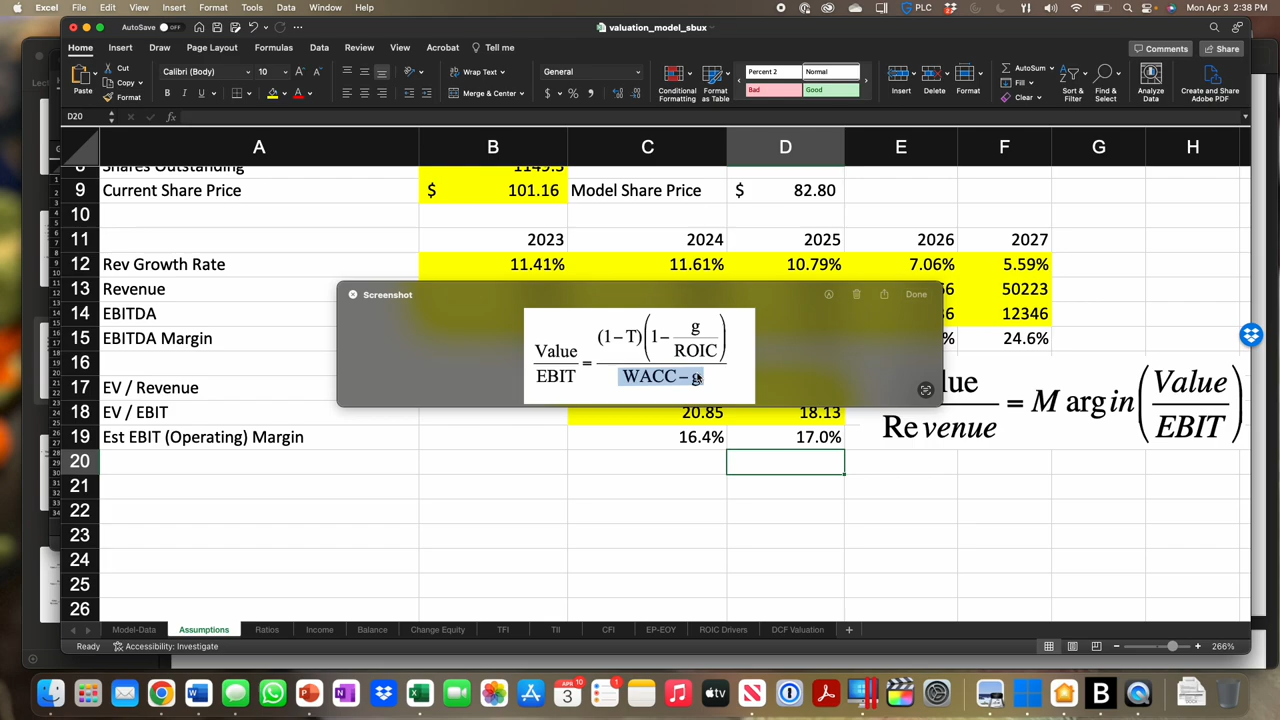 Excel File Edit View Insert Format Tools Data Window Help PLC Mon Apr 3 2:38 PM
AutoSave OFF valuation_model_sbux
Home Insert Draw Page Layout Formulas Data Review View Acrobat Tell me Comments Share
Paste Cut Copy Format Calibri (Body) 10 A A B I U A Wrap Text Merge & Center General $ % Conditional Formatting Format as Table Percent 2 Normal Bad Good Insert Delete Format AutoSum Fill Clear Sort & Filter Find & Select Analyze Data Create and Share Adobe PDF
D20 fx
A B C D E F G H
8 Shares Outstanding 1149.3
9 Current Share Price $ 101.16 Model Share Price $ 82.80
10
11 2023 2024 2025 2026 2027
12 Rev Growth Rate 11.41% 11.61% 10.79% 7.06% 5.59%
13 Revenue 50223
14 EBITDA 12346
15 EBITDA Margin 24.6%
Screenshot Done
Value/EBIT = (1–T)(1– g/ROIC)/WACC – g
16
17 EV / Revenue
18 EV / EBIT 20.85 18.13
19 Est EBIT (Operating) Margin 16.4% 17.0%
Revenue = Margin(Value/EBIT)
20
21
22
23
24
25
26
Model-Data Assumptions Ratios Income Balance Change Equity TFI TII CFI EP-EOY ROIC Drivers DCF Valuation +
Ready Accessibility: Investigate 266%